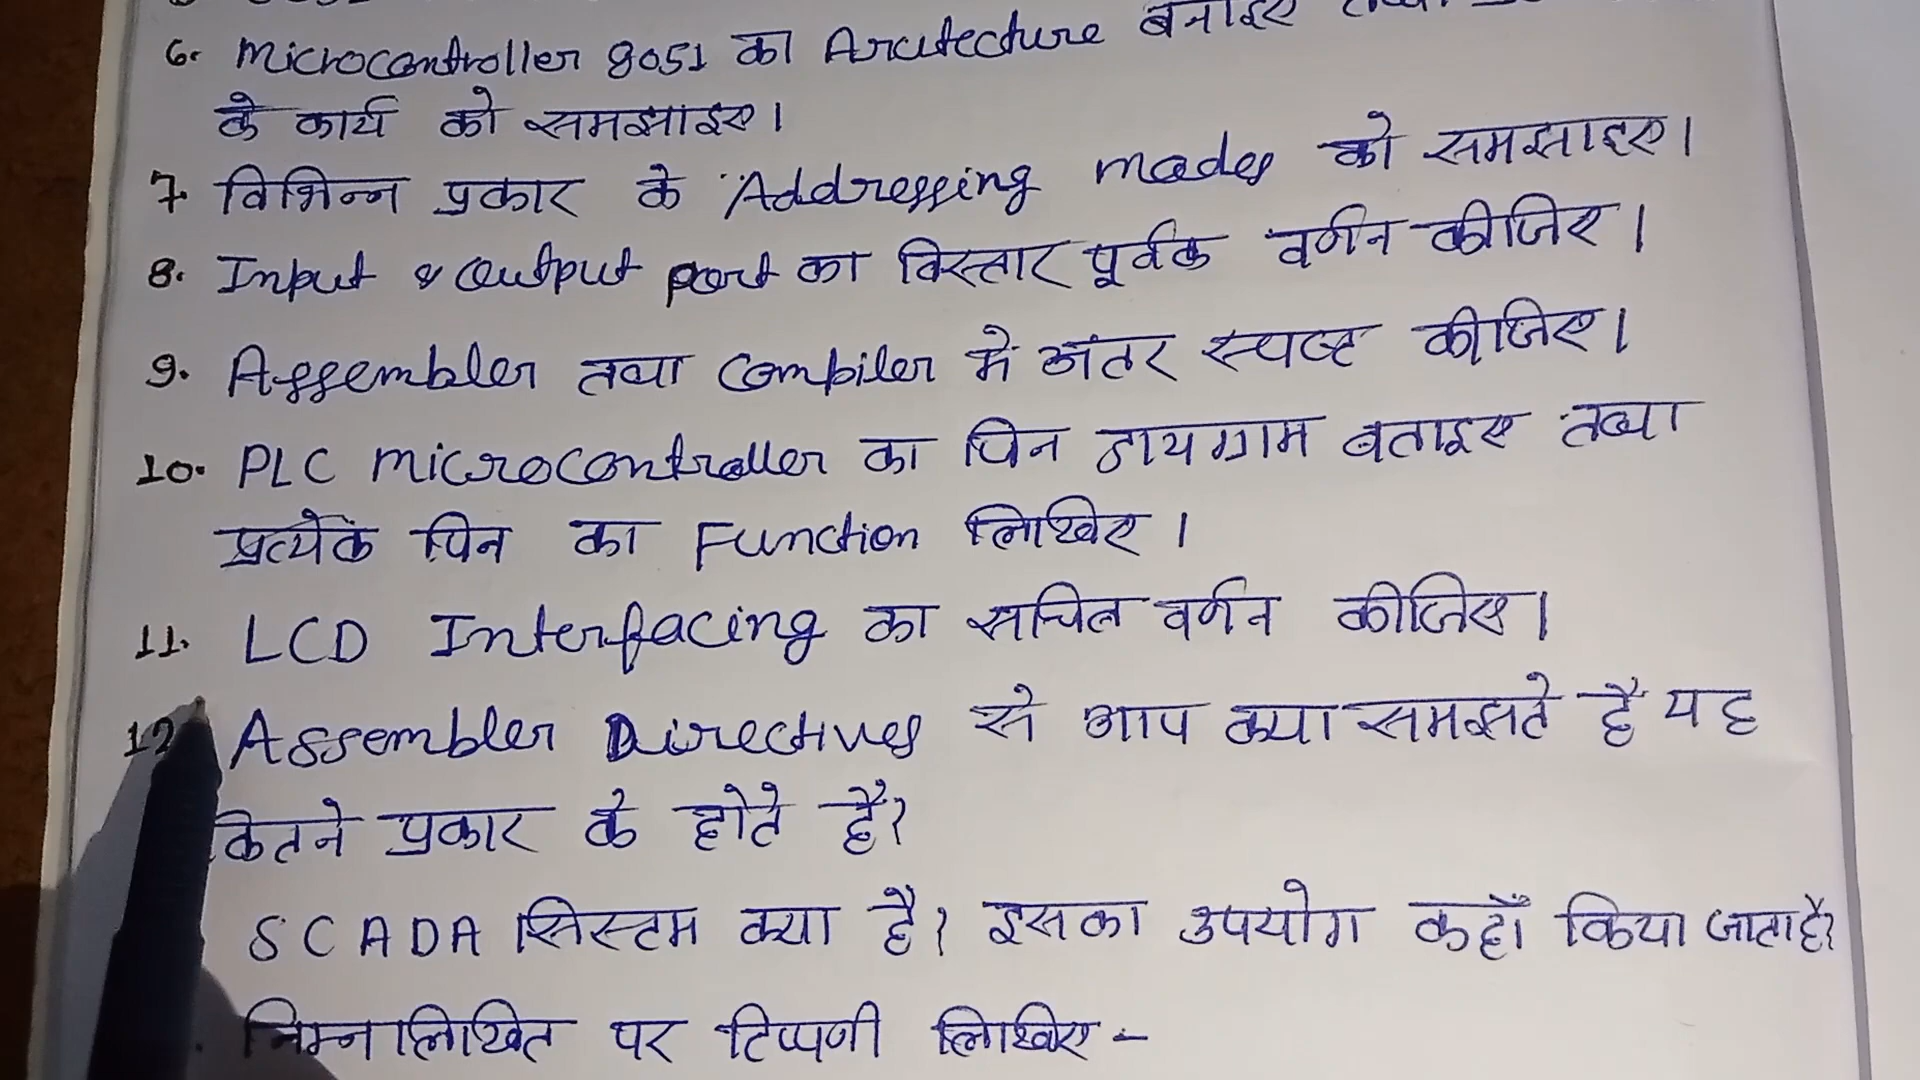 6. Microcontroller 8051 का Arcitecture बनाइए तथा
के कार्य को समझाइए।
7. विभिन्न प्रकार के Addressing modes को समझाइए।
8. Input & Output port का विस्तार पूर्वक वर्णन कीजिए।
9. Assembler तथा Compiler में अंतर स्पष्ट कीजिए।
10. PLC Microcontroller का पिन डायग्राम बताइए तथा
प्रत्येक पिन का Function लिखिए।
11. LCD Interfacing का सचित्र वर्णन कीजिए।
12 Assembler Directives से आप क्या समझते हैं यह
कितने प्रकार के होते हैं?
SCADA सिस्टम क्या है? इसका उपयोग कहाँ किया जाता है?
निम्नलिखित पर टिप्पणी लिखिए -